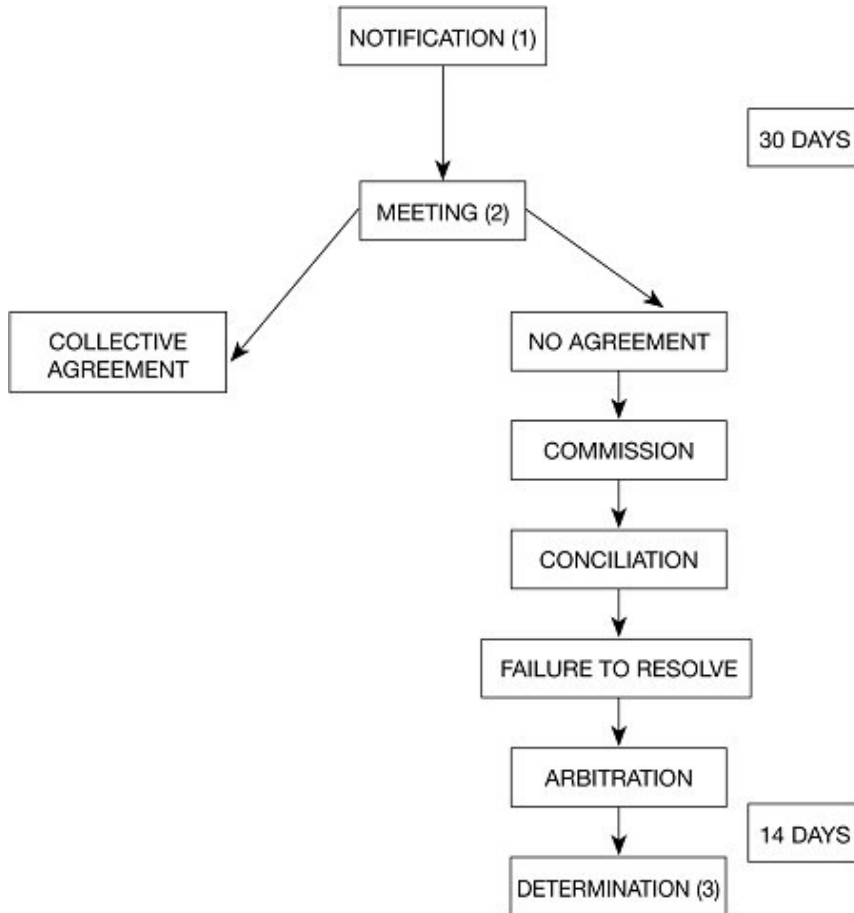 NOTIFICATION (1)
30 DAYS
MEETING (2)
COLLECTIVE
AGREEMENT
NO AGREEMENT
COMMISSION
CONCILIATION
FAILURE TO RESOLVE
ARBITRATION
14 DAYS
DETERMINATION (3)